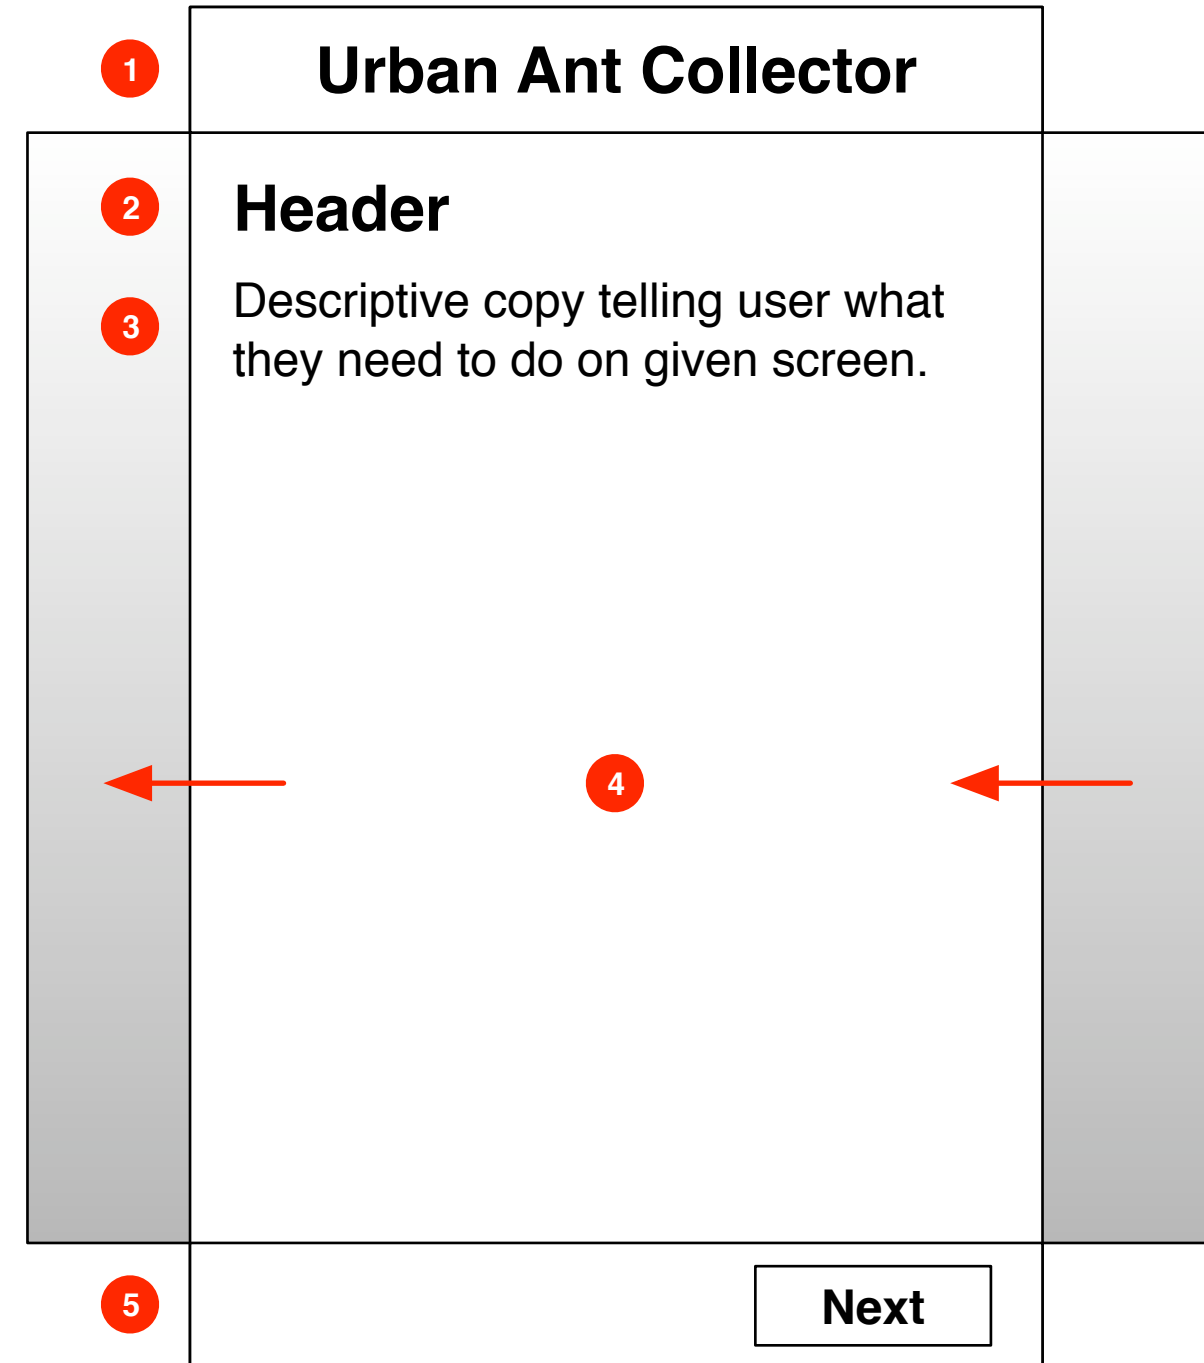 1
Urban Ant Collector
2
Header
3
Descriptive copy telling user what
they need to do on given screen.
4
5
Next